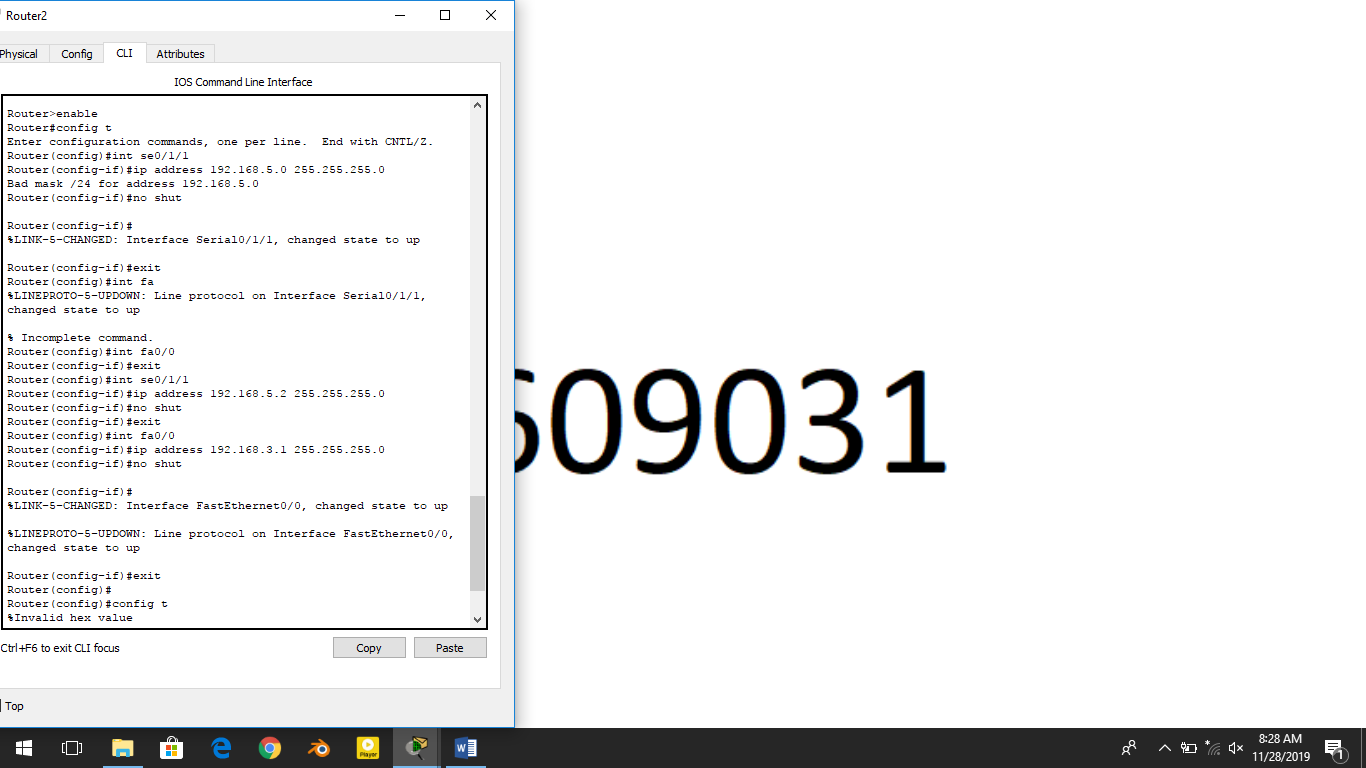 Router2
Physical Config CLI Attributes
IOS Command Line Interface
Router>enable
Router#config t
Enter configuration commands, one per line.  End with CNTL/Z.
Router(config)#int se0/1/1
Router(config-if)#ip address 192.168.5.0 255.255.255.0
Bad mask /24 for address 192.168.5.0
Router(config-if)#no shut
Router(config-if)#
%LINK-5-CHANGED: Interface Serial0/1/1, changed state to up
Router(config-if)#exit
Router(config)#int fa
%LINEPROTO-5-UPDOWN: Line protocol on Interface Serial0/1/1,
changed state to up
% Incomplete command.
Router(config)#int fa0/0
Router(config-if)#exit
Router(config)#int se0/1/1
Router(config-if)#ip address 192.168.5.2 255.255.255.0
Router(config-if)#no shut
Router(config-if)#exit
Router(config)#int fa0/0
Router(config-if)#ip address 192.168.3.1 255.255.255.0
Router(config-if)#no shut
Router(config-if)#
%LINK-5-CHANGED: Interface FastEthernet0/0, changed state to up
%LINEPROTO-5-UPDOWN: Line protocol on Interface FastEthernet0/0,
changed state to up
Router(config-if)#exit
Router(config)#
Router(config)#config t
%Invalid hex value
Ctrl+F6 to exit CLI focus
Copy Paste
Top
609031
Player
8:28 AM
11/28/2019
1